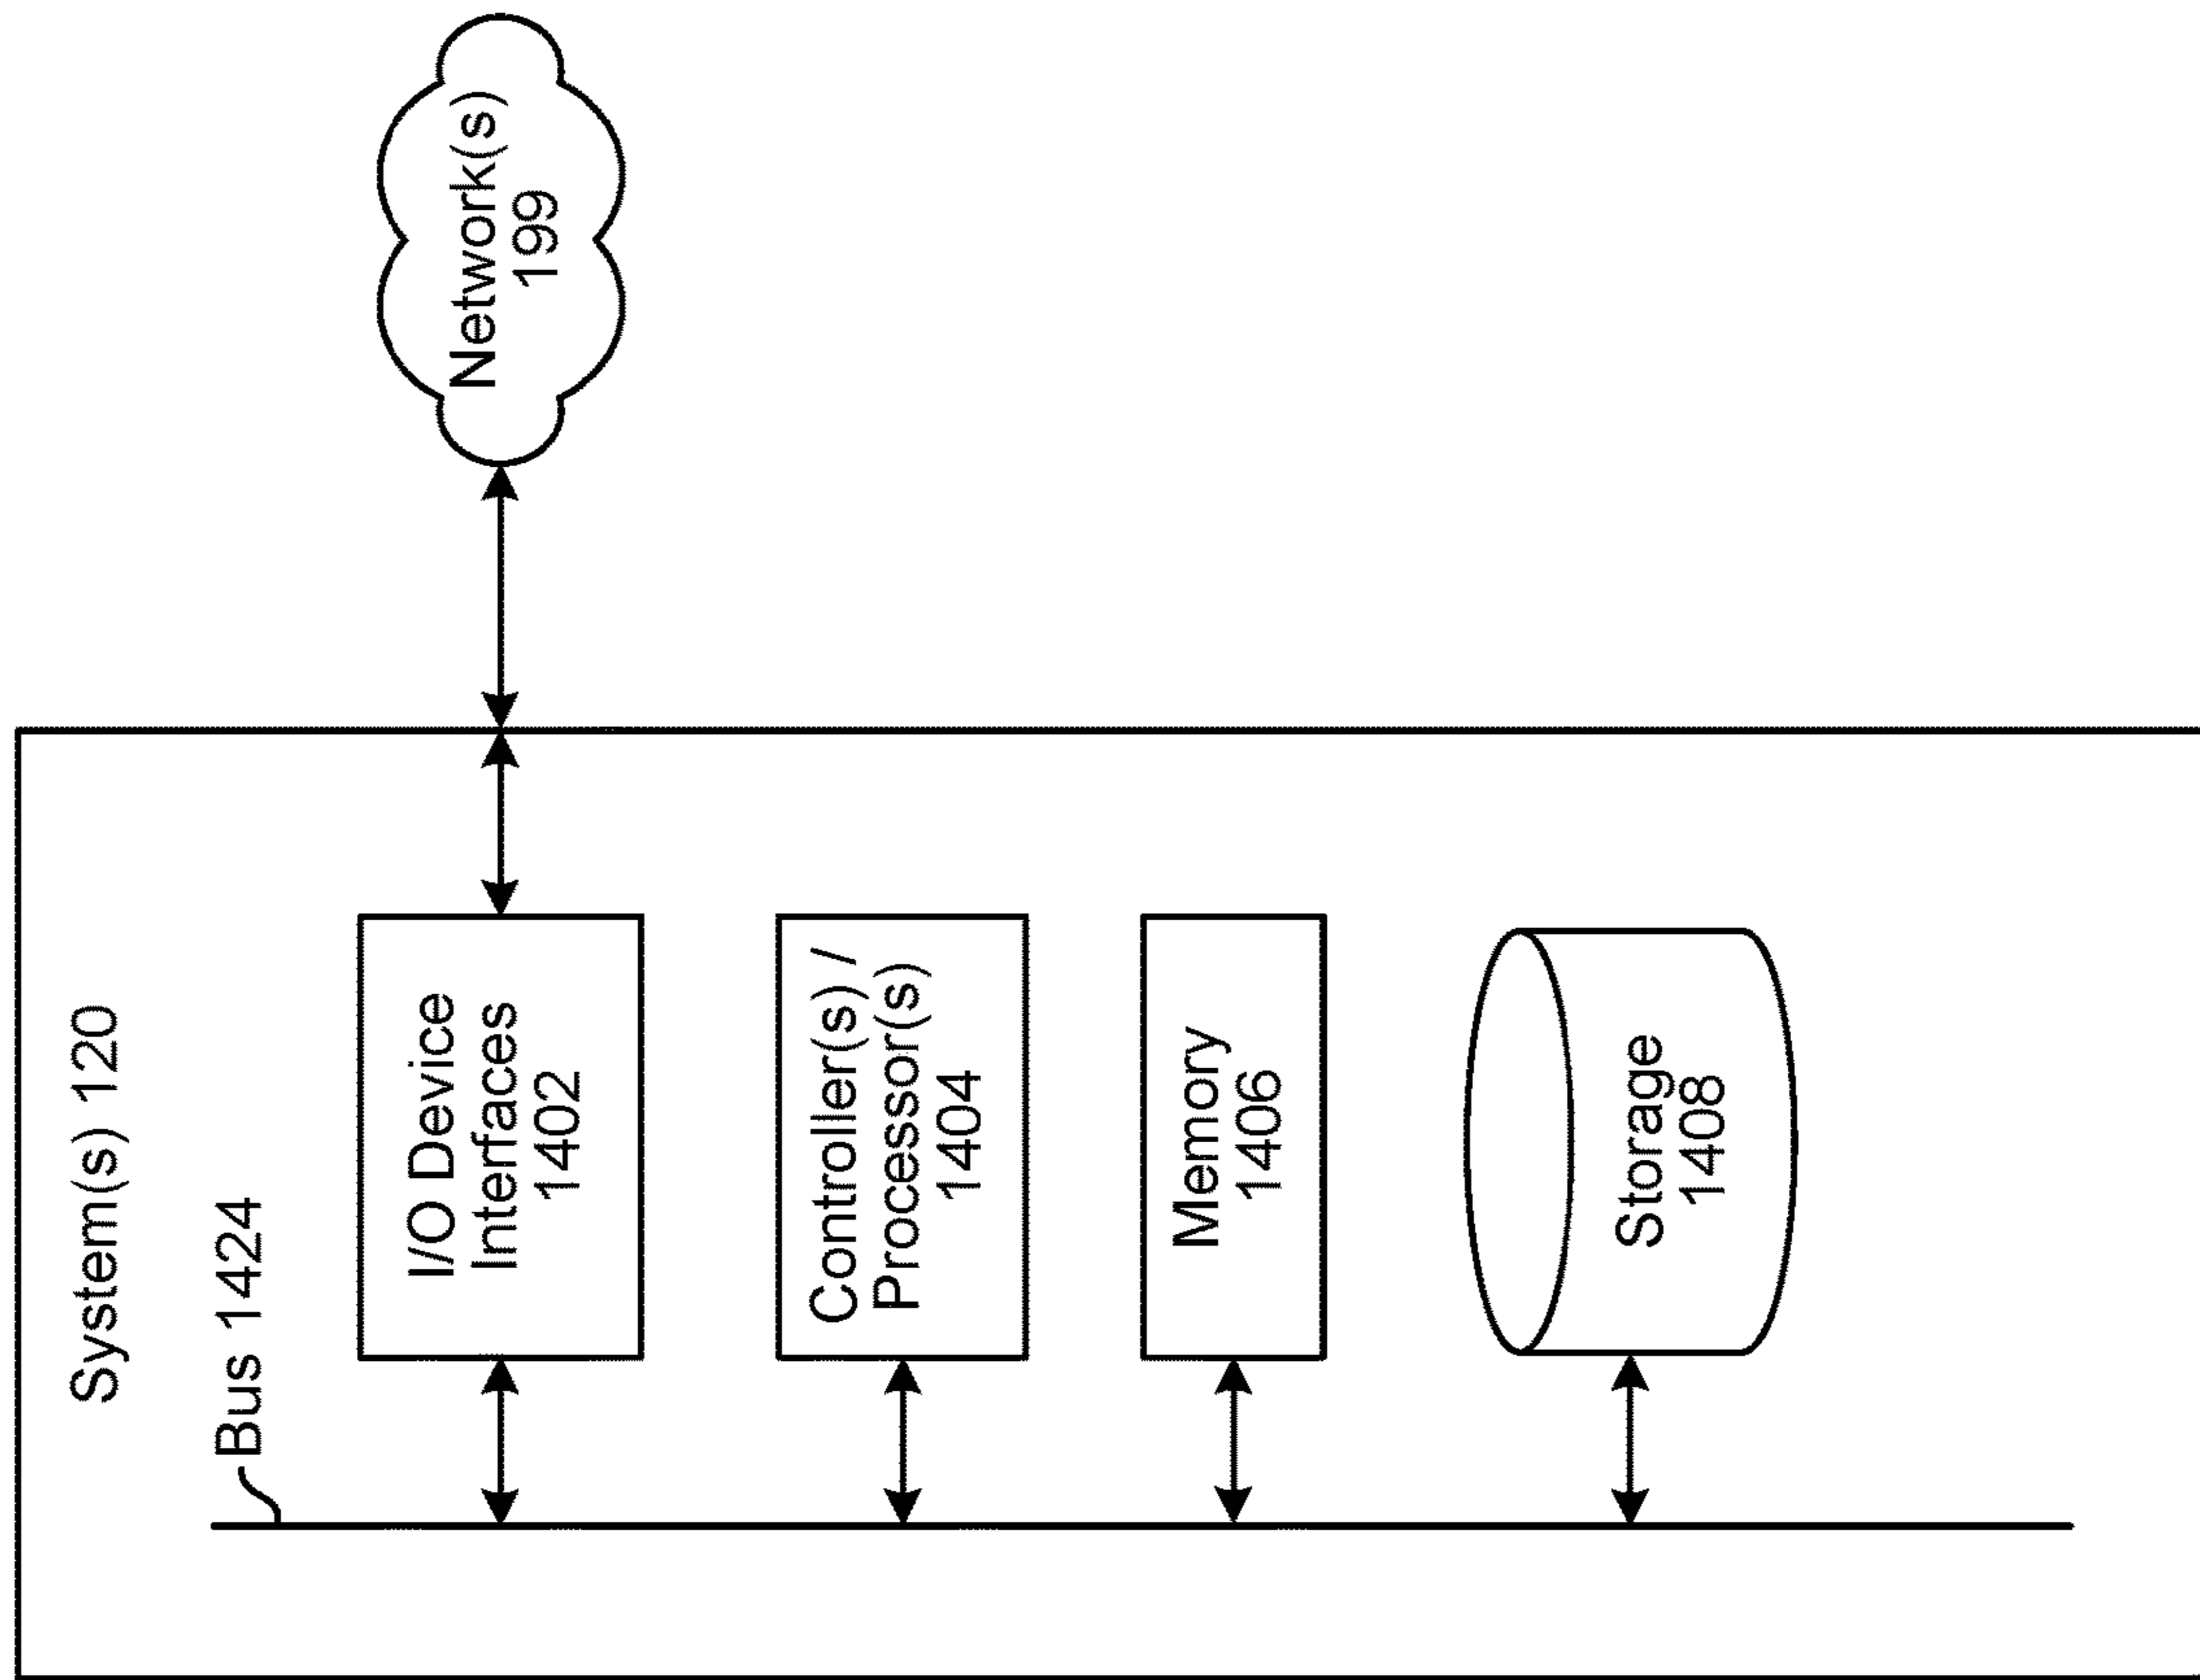 System(s) 120
Bus 1424
I/O Device
Interfaces
1402
Network(s)
199
Controller(s) /
Processor(s)
1404
Memory
1406
Storage
1408